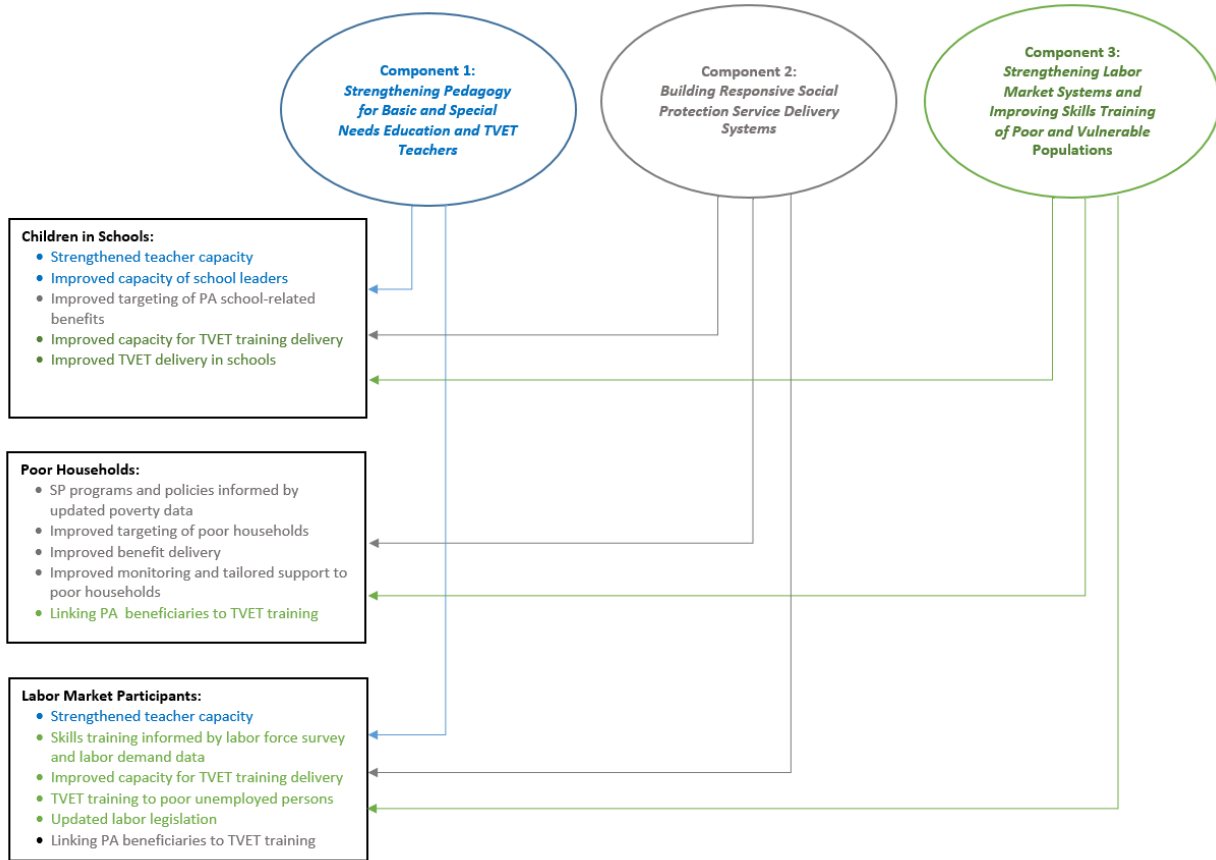 Component 1:
Strengthening Pedagogy
for Basic and Special
Needs Education and TVET
Teachers
Component 2:
Building Responsive Social
Protection Service Delivery
Systems
Component 3:
Strengthening Labor
Market Systems and
Improving Skills Training
of Poor and Vulnerable
Populations
Children in Schools:
• Strengthened teacher capacity
• Improved capacity of school leaders
• Improved targeting of PA school-related
benefits
• Improved capacity for TVET training delivery
• Improved TVET delivery in schools
Poor Households:
• SP programs and policies informed by
updated poverty data
• Improved targeting of poor households
• Improved benefit delivery
• Improved monitoring and tailored support to
poor households
• Linking PA beneficiaries to TVET training
Labor Market Participants:
• Strengthened teacher capacity
• Skills training informed by labor force survey
and labor demand data
• Improved capacity for TVET training delivery
• TVET training to poor unemployed persons
• Updated labor legislation
• Linking PA beneficiaries to TVET training